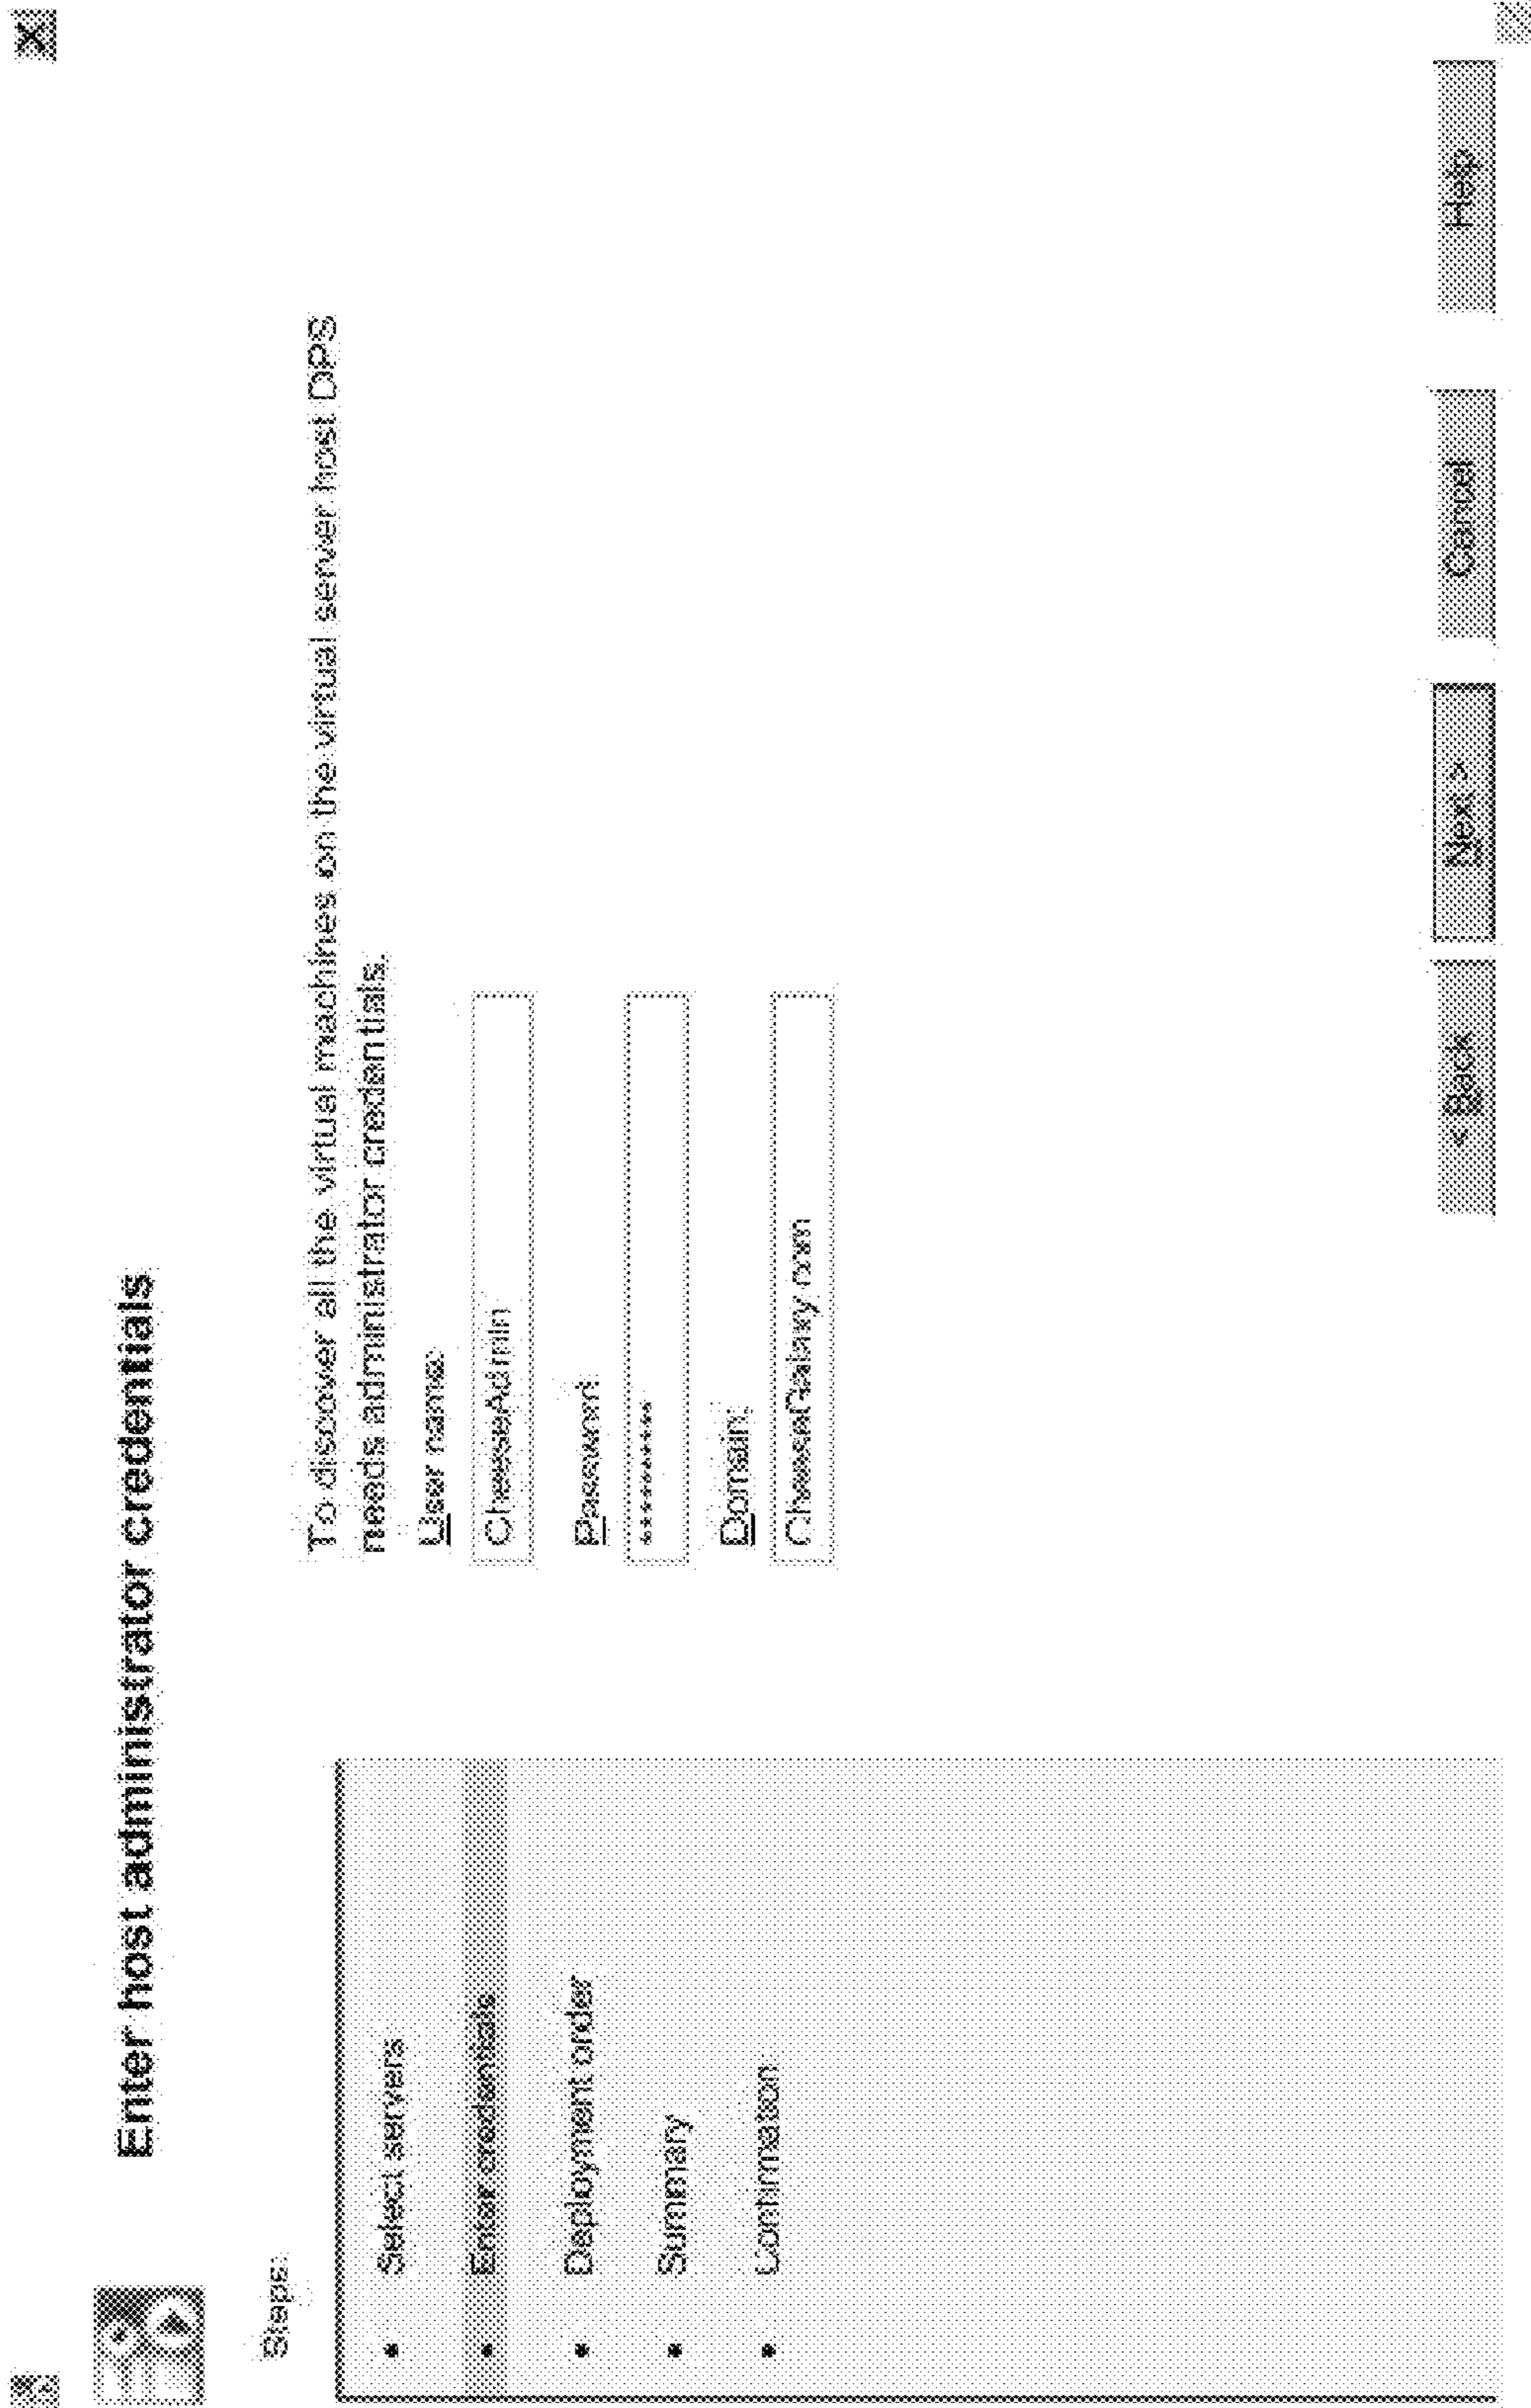 Enter host administrator credentials
Steps:
• Select servers
• Enter credentials
• Deployment order
• Summary
• Confirmation
To discover all the virtual machines on the virtual server host DPS
needs administrator credentials.
User name:
CheeseAdmin
Password:
*********
Domain:
CheeseGalaxy.com
< Back
Next >
Cancel
Help